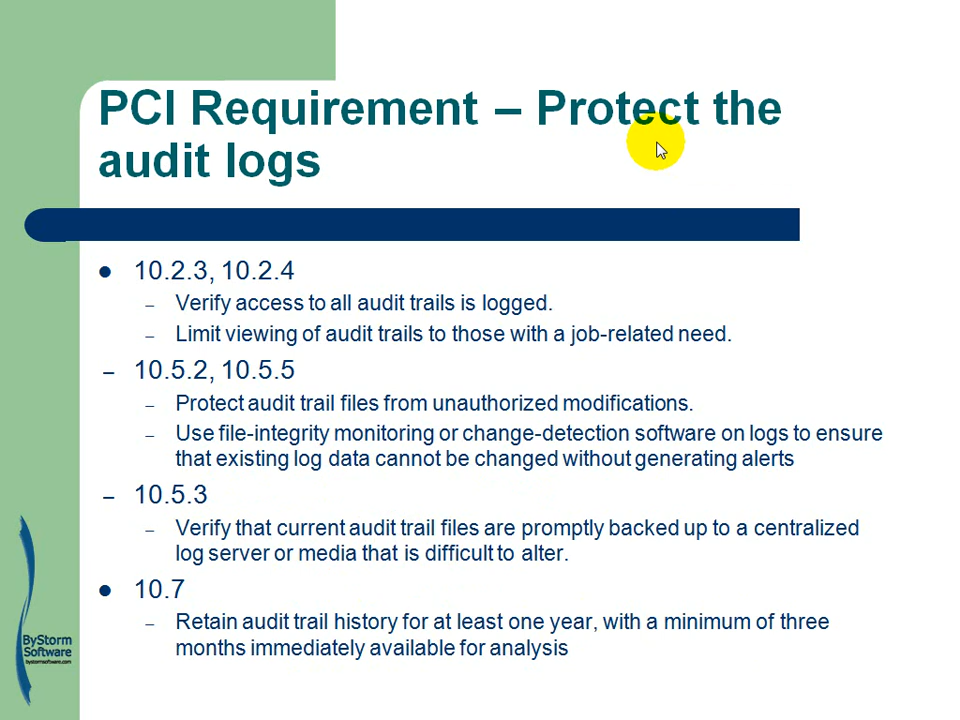 PCI Requirement – Protect the
audit logs
● 10.2.3, 10.2.4
– Verify access to all audit trails is logged.
– Limit viewing of audit trails to those with a job-related need.
– 10.5.2, 10.5.5
– Protect audit trail files from unauthorized modifications.
– Use file-integrity monitoring or change-detection software on logs to ensure
that existing log data cannot be changed without generating alerts
– 10.5.3
– Verify that current audit trail files are promptly backed up to a centralized
log server or media that is difficult to alter.
● 10.7
– Retain audit trail history for at least one year, with a minimum of three
months immediately available for analysis
ByStorm
Software
bystormsoftware.com